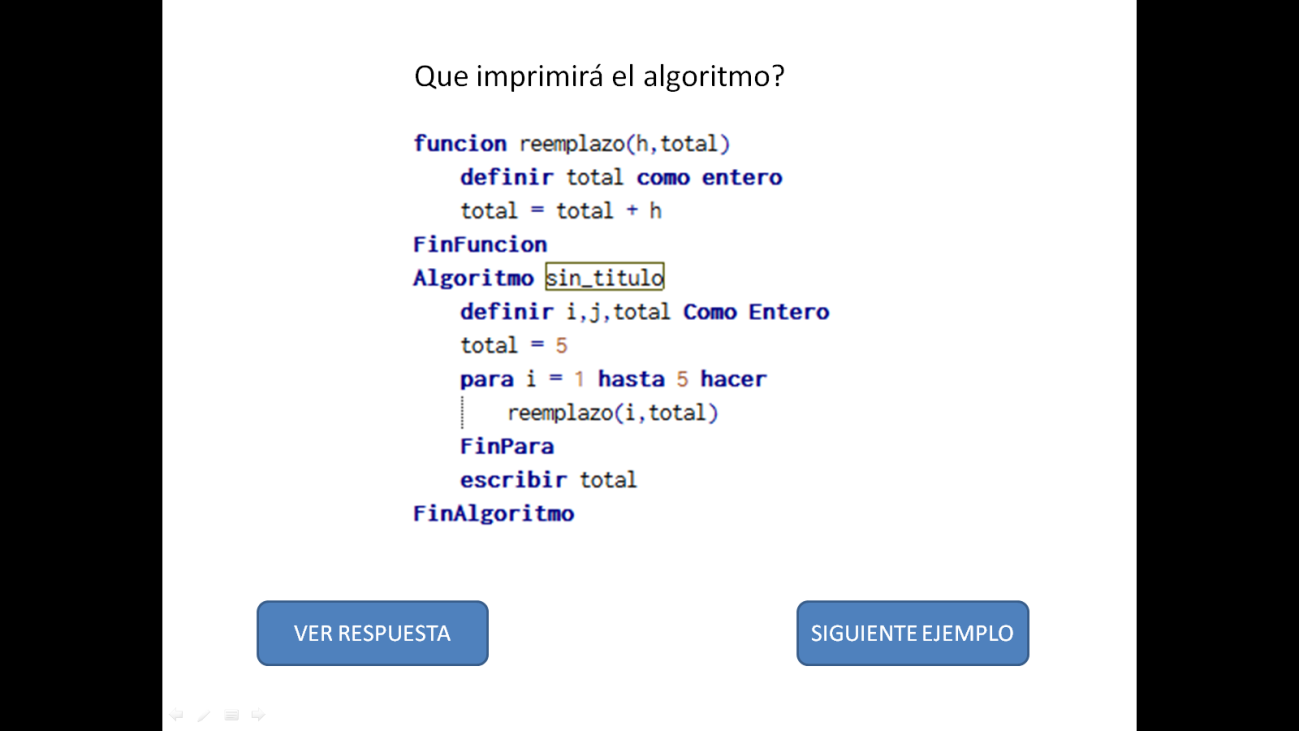 Que imprimirá el algoritmo?
funcion reemplazo(h,total)
definir total como entero
total = total + h
FinFuncion
Algoritmo sin_titulo
definir i,j,total Como Entero
total = 5
para i = 1 hasta 5 hacer
reemplazo(i,total)
FinPara
escribir total
FinAlgoritmo
VER RESPUESTA
SIGUIENTE EJEMPLO